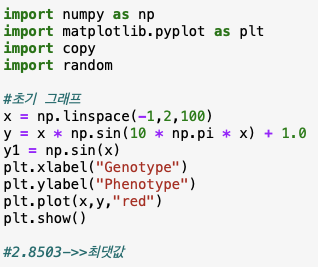 import numpy as np
import matplotlib.pyplot as plt
import copy
import random
#초기 그래프
x = np.linspace(-1,2,100)
y = x * np.sin(10 * np.pi * x) + 1.0
y1 = np.sin(x)
plt.xlabel("Genotype")
plt.ylabel("Phenotype")
plt.plot(x,y,"red")
plt.show()
#2.8503->>최댓값